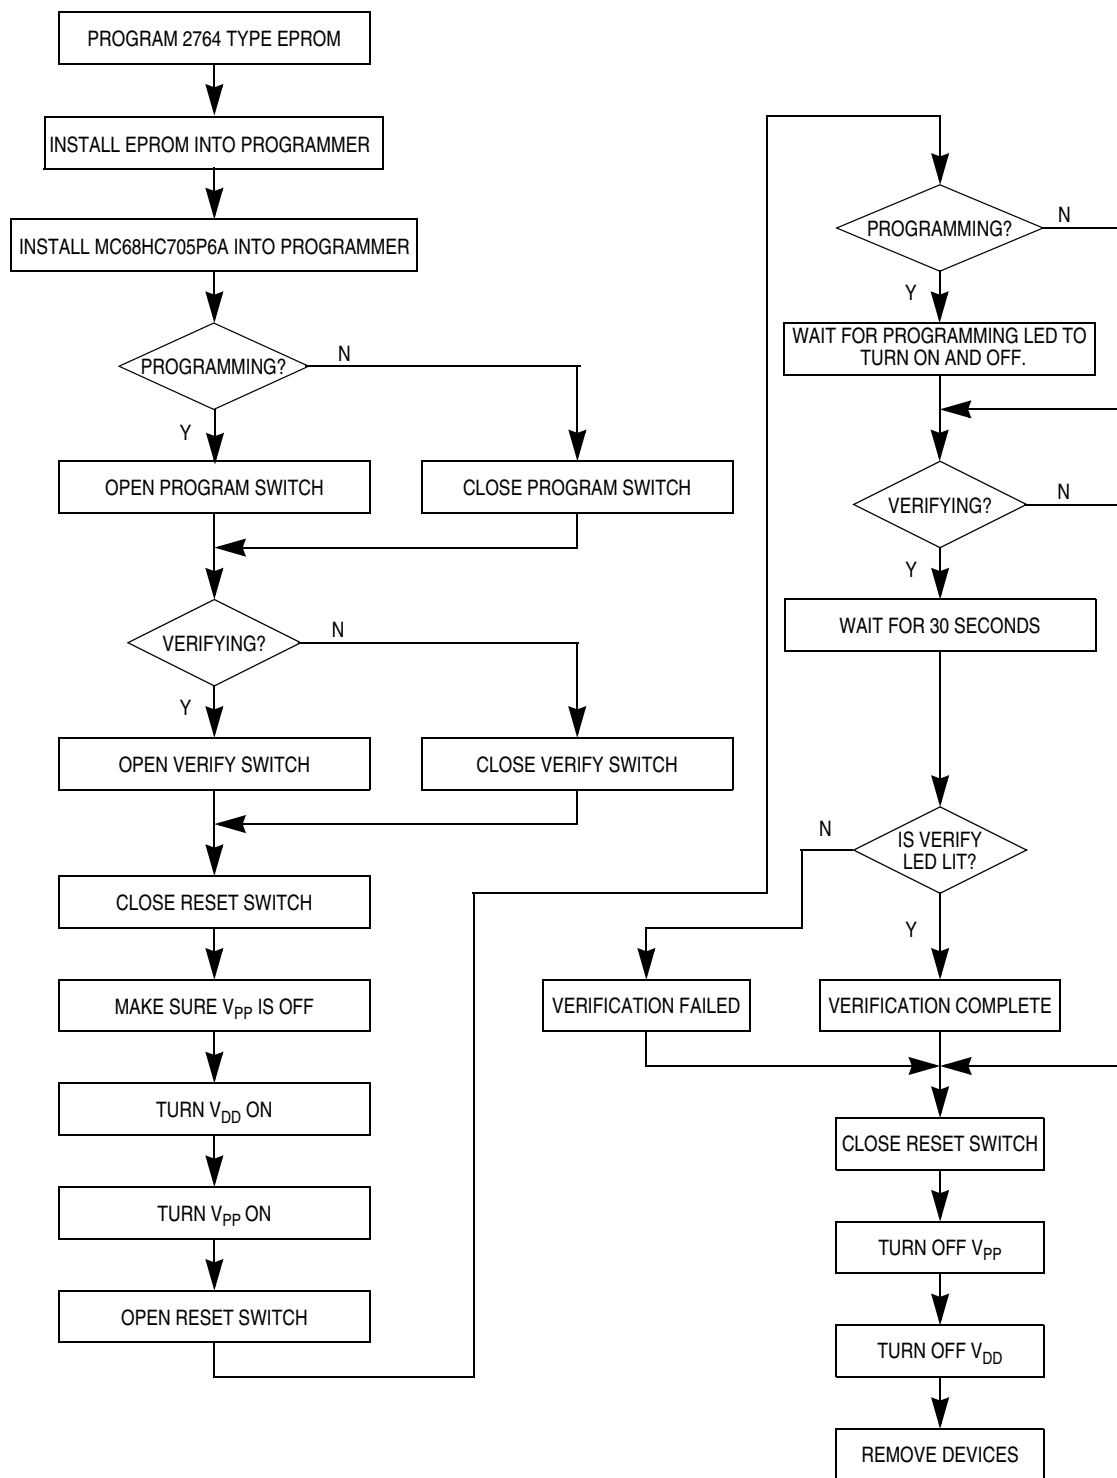 PROGRAM 2764 TYPE EPROM
INSTALL EPROM INTO PROGRAMMER
INSTALL MC68HC705P6A INTO PROGRAMMER
PROGRAMMING?
N
Y
OPEN PROGRAM SWITCH
CLOSE PROGRAM SWITCH
VERIFYING?
N
Y
OPEN VERIFY SWITCH
CLOSE VERIFY SWITCH
CLOSE RESET SWITCH
MAKE SURE VPP IS OFF
TURN VDD ON
TURN VPP ON
OPEN RESET SWITCH
PROGRAMMING?
N
Y
WAIT FOR PROGRAMMING LED TO
TURN ON AND OFF.
VERIFYING?
N
Y
WAIT FOR 30 SECONDS
IS VERIFY
LED LIT?
N
Y
VERIFICATION FAILED
VERIFICATION COMPLETE
CLOSE RESET SWITCH
TURN OFF VPP
TURN OFF VDD
REMOVE DEVICES